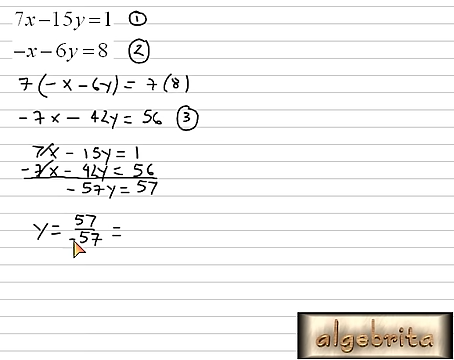 7x-15y=1 ①
-x-6y=8 ②
7(-x-6y)=7(8)
-7x-42y=56 ③
7x-15y=1
-7x-42y=56
-57y=57
y=57/-57=
algebrita